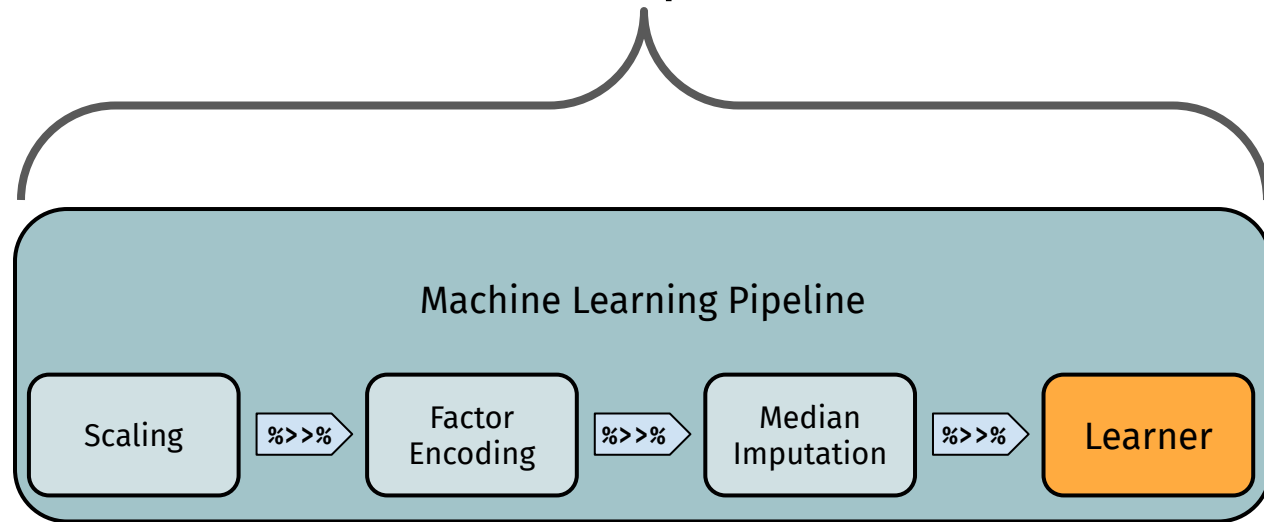 Machine Learning Pipeline
Scaling
%>>%
Factor
Encoding
%>>%
Median
Imputation
%>>%
Learner